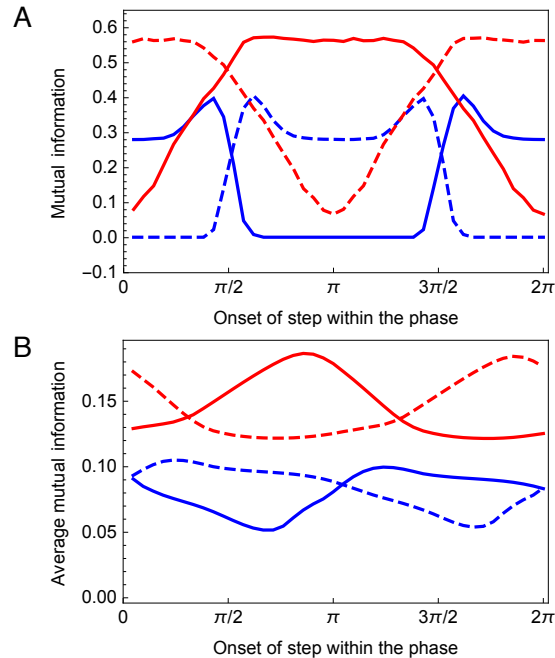 A
0.6
0.5
0.4
0.3
0.2
0.1
0.0
−0.1
Mutual information
0 π/2 π 3π/2 2π
Onset of step within the phase
B
0.15
0.10
0.05
0.00
Average mutual information
0 π/2 π 3π/2 2π
Onset of step within the phase